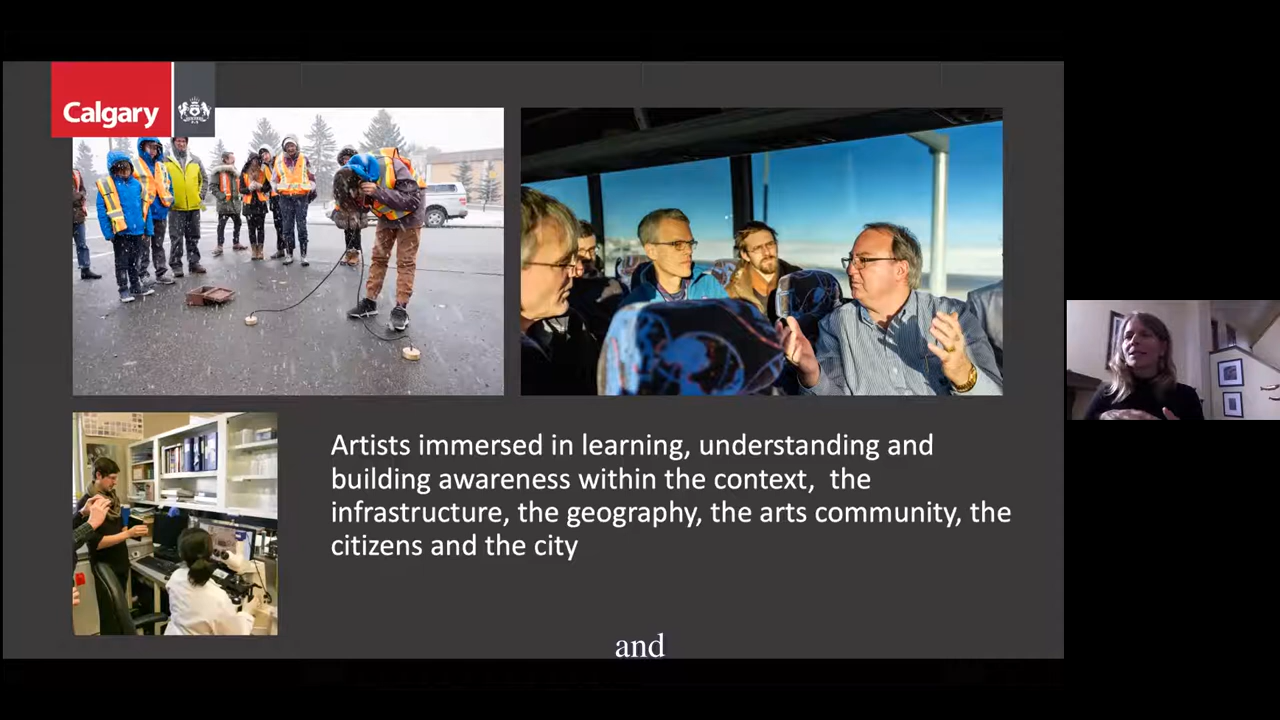 Calgary
Artists immersed in learning, understanding and
building awareness within the context,  the
infrastructure, the geography, the arts community, the
citizens and the city
and